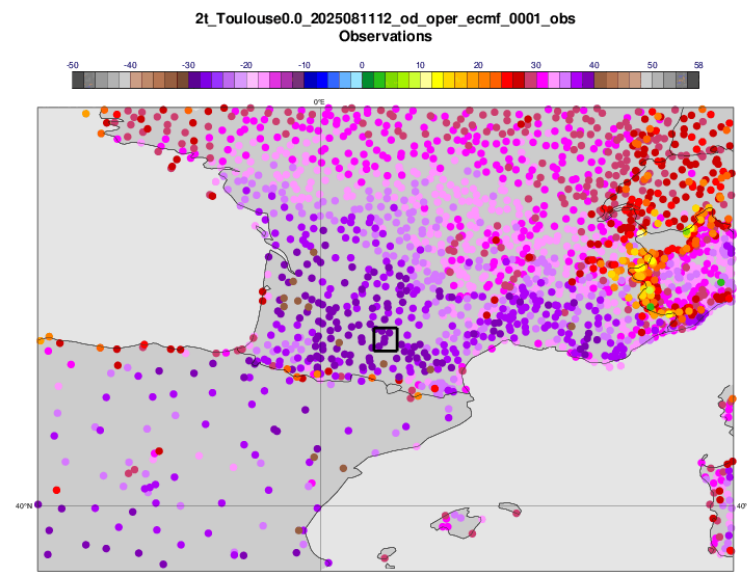 2t_Toulouse0.0_2025081112_od_oper_ecmf_0001_obs
Observations
-50 -40 -30 -20 -10 0 10 20 30 40 50 58
0°E
40°N 40°